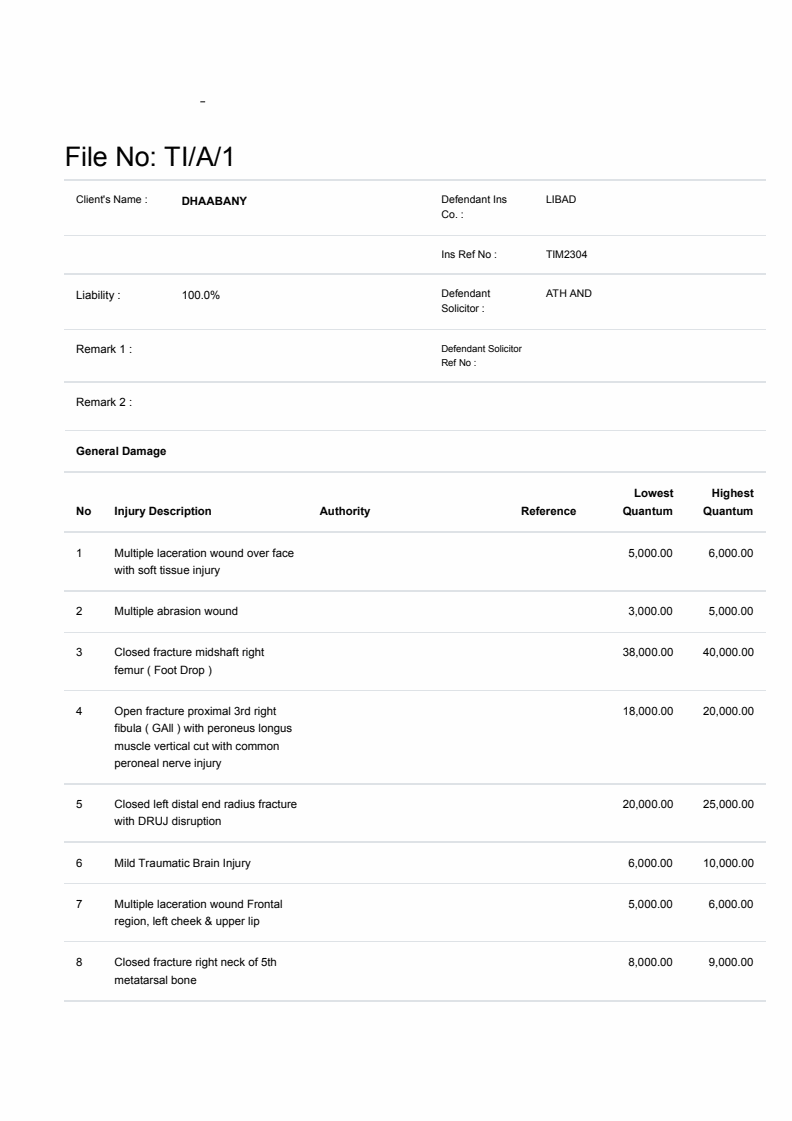 -
File No: TI/A/1
Client's Name : DHAABANY Defendant Ins LIBAD
Co. :
Ins Ref No : TIM2304
Liability : 100.0% Defendant ATH AND
Solicitor :
Remark 1 : Defendant Solicitor
Ref No :
Remark 2 :
General Damage
Lowest Highest
No Injury Description Authority Reference Quantum Quantum
1 Multiple laceration wound over face 5,000.00 6,000.00
with soft tissue injury
2 Multiple abrasion wound 3,000.00 5,000.00
3 Closed fracture midshaft right 38,000.00 40,000.00
femur ( Foot Drop )
4 Open fracture proximal 3rd right 18,000.00 20,000.00
fibula ( GAll ) with peroneus longus
muscle vertical cut with common
peroneal nerve injury
5 Closed left distal end radius fracture 20,000.00 25,000.00
with DRUJ disruption
6 Mild Traumatic Brain Injury 6,000.00 10,000.00
7 Multiple laceration wound Frontal 5,000.00 6,000.00
region, left cheek & upper lip
8 Closed fracture right neck of 5th 8,000.00 9,000.00
metatarsal bone